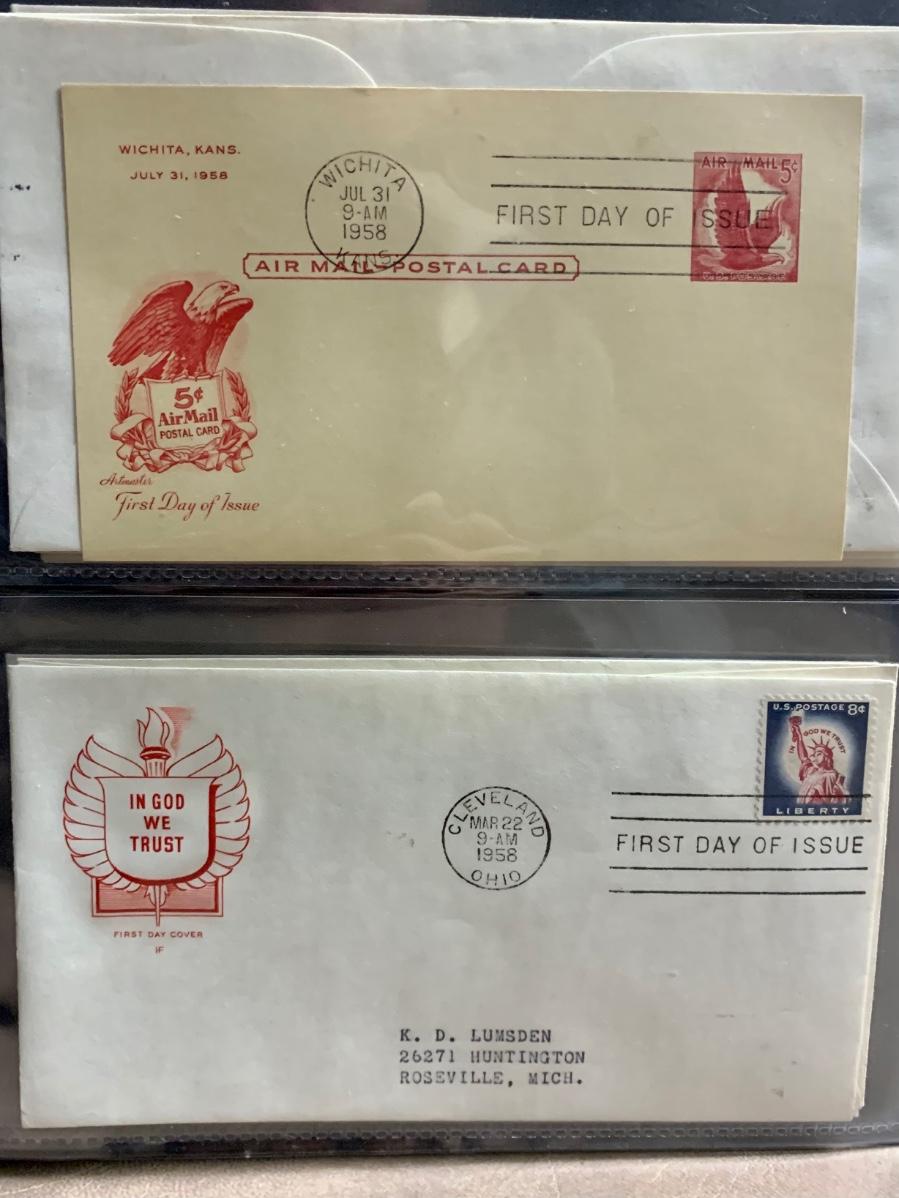 WICHITA, KANS.
JULY 31, 1958
WICHITA
JUL 31
9-AM
1958
KANS.
FIRST DAY OF ISSUE
AIR MAIL 5¢
AIR MAIL-POSTAL CARD
5¢
Air Mail
POSTAL CARD
Artmaster
First Day of Issue
U.S. POSTAGE 8¢
IN GOD WE TRUST
LIBERTY
CLEVELAND
MAR 22
9-AM
1958
OHIO
FIRST DAY OF ISSUE
IN GOD
WE
TRUST
FIRST DAY COVER
IF
K. D. LUMSDEN
26271 HUNTINGTON
ROSEVILLE, MICH.